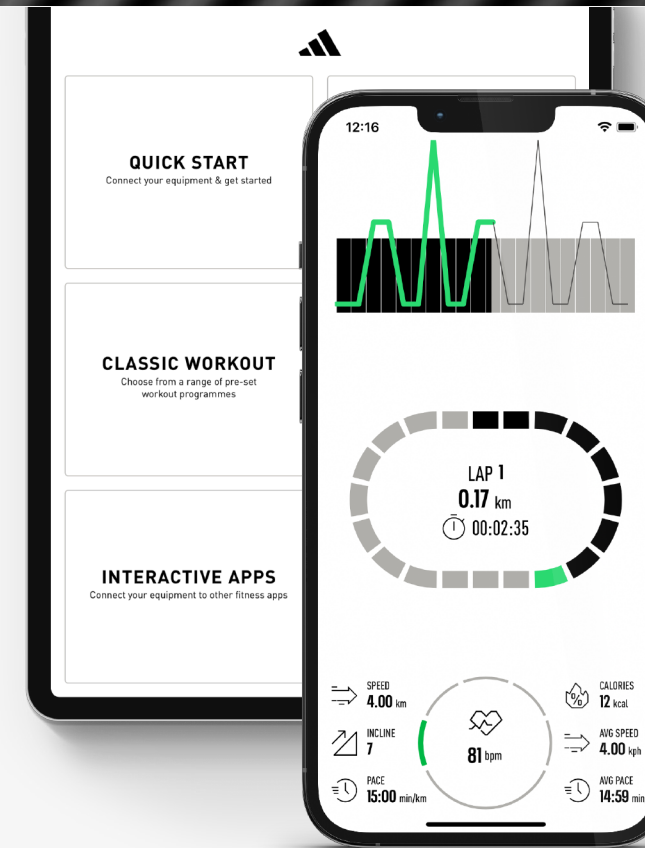 QUICK START
Connect your equipment & get started
CLASSIC WORKOUT
Choose from a range of pre-set
workout programmes
INTERACTIVE APPS
Connect your equipment to other fitness apps
12:16
LAP 1
0.17 km
00:02:35
SPEED
4.00 km
INCLINE
7
PACE
15:00 min/km
81 bpm
CALORIES
12 kcal
AVG SPEED
4.00 kph
AVG PACE
14:59 min